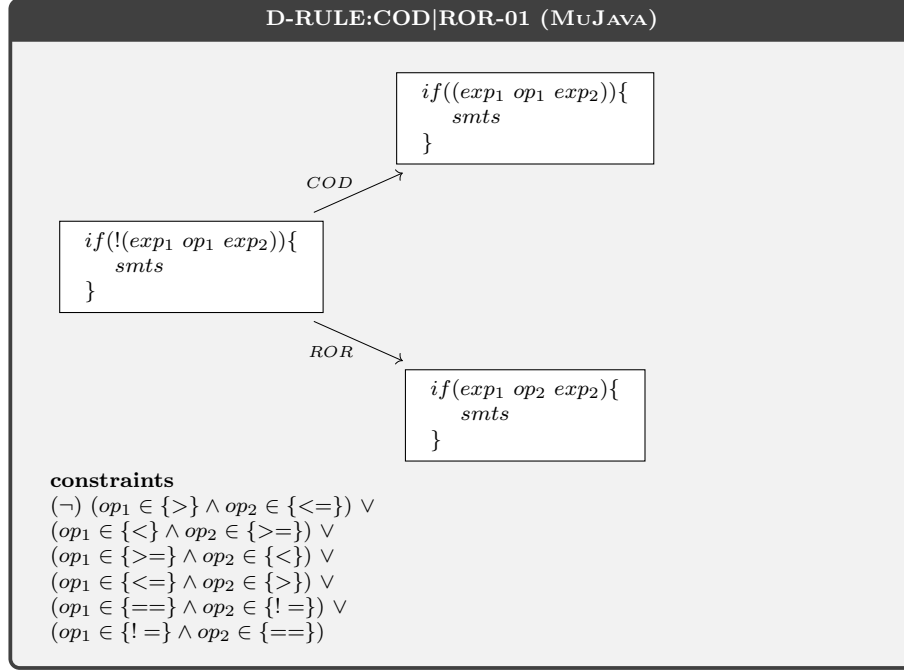 D-RULE:COD|ROR-01 (MuJava)
if((exp₁ op₁ exp₂)){
smts
}
COD
if(!(exp₁ op₁ exp₂)){
smts
}
ROR
if(exp₁ op₂ exp₂){
smts
}
constraints
(¬) (op₁ ∈ {>} ∧ op₂ ∈ {<=}) ∨
(op₁ ∈ {<} ∧ op₂ ∈ {>=}) ∨
(op₁ ∈ {>=} ∧ op₂ ∈ {<}) ∨
(op₁ ∈ {<=} ∧ op₂ ∈ {>}) ∨
(op₁ ∈ {==} ∧ op₂ ∈ {! =}) ∨
(op₁ ∈ {! =} ∧ op₂ ∈ {==})